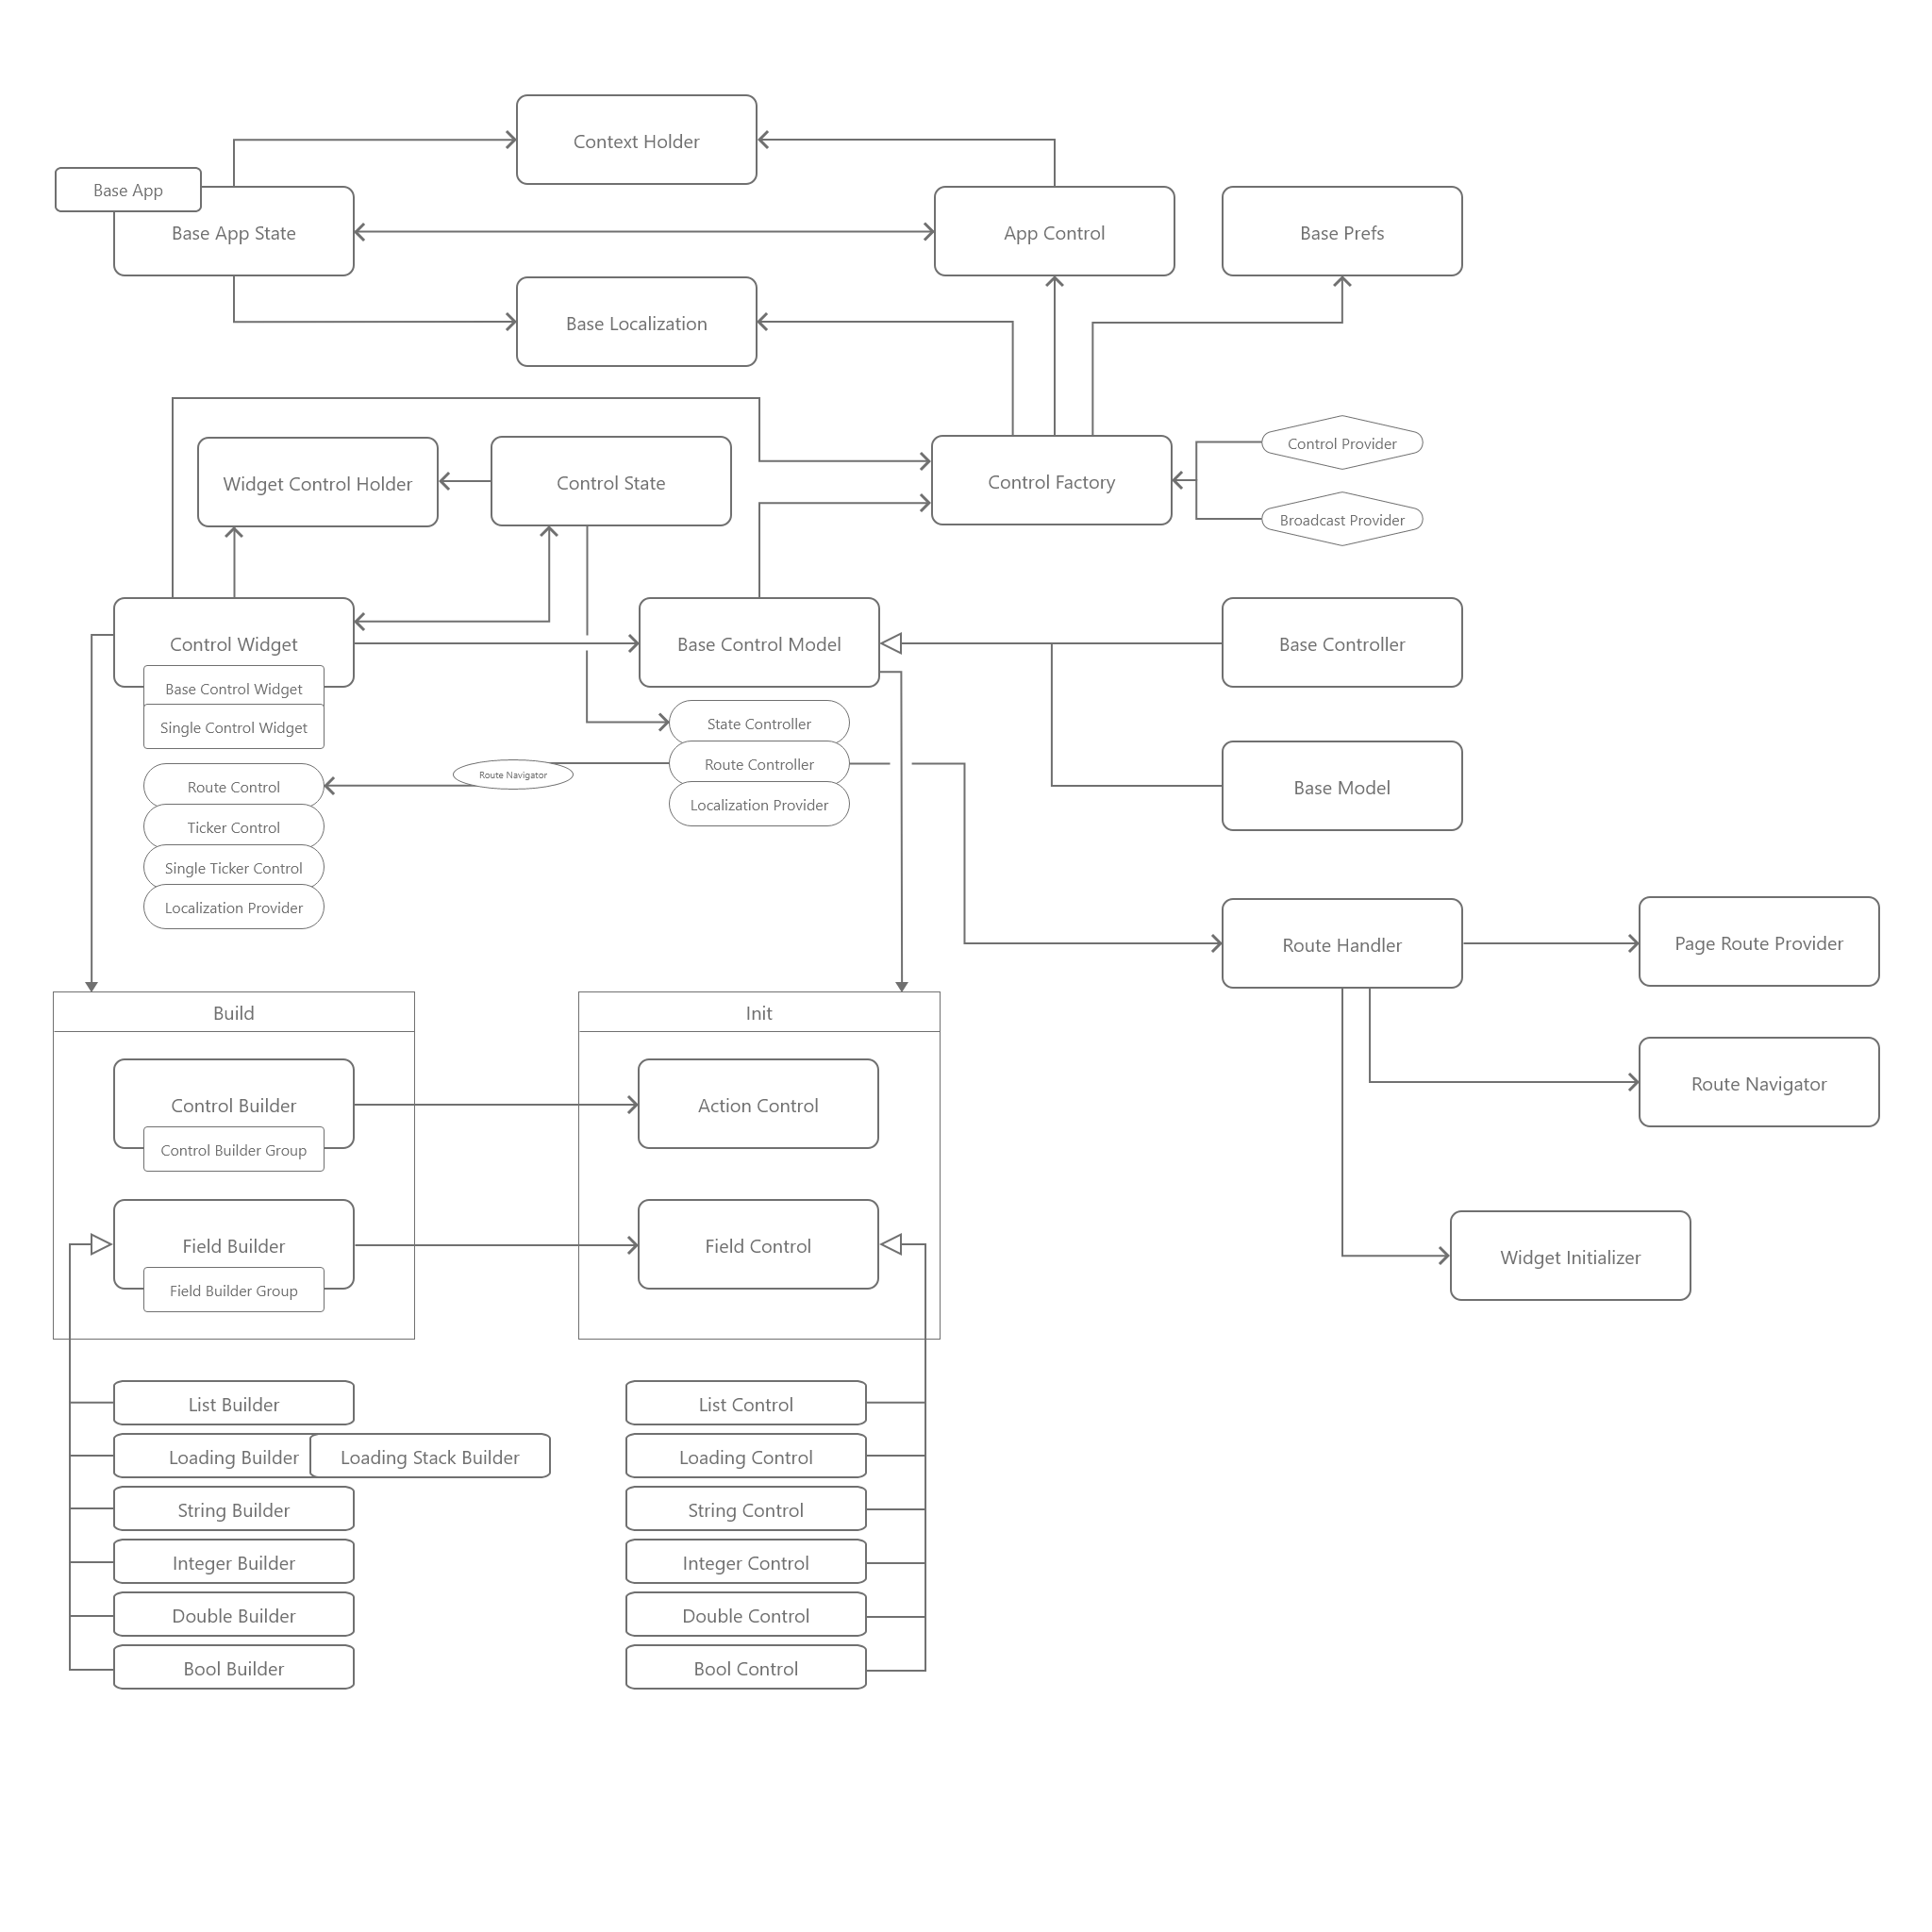 Context Holder
Base App
Base App State
App Control
Base Prefs
Base Localization
Widget Control Holder
Control State
Control Factory
Control Provider
Broadcast Provider
Control Widget
Base Control Widget
Single Control Widget
Base Control Model
Base Controller
State Controller
Route Controller
Localization Provider
Route Navigator
Route Control
Ticker Control
Single Ticker Control
Localization Provider
Base Model
Route Handler
Page Route Provider
Route Navigator
Widget Initializer
Build
Control Builder
Control Builder Group
Field Builder
Field Builder Group
Init
Action Control
Field Control
List Builder
Loading Builder
Loading Stack Builder
String Builder
Integer Builder
Double Builder
Bool Builder
List Control
Loading Control
String Control
Integer Control
Double Control
Bool Control